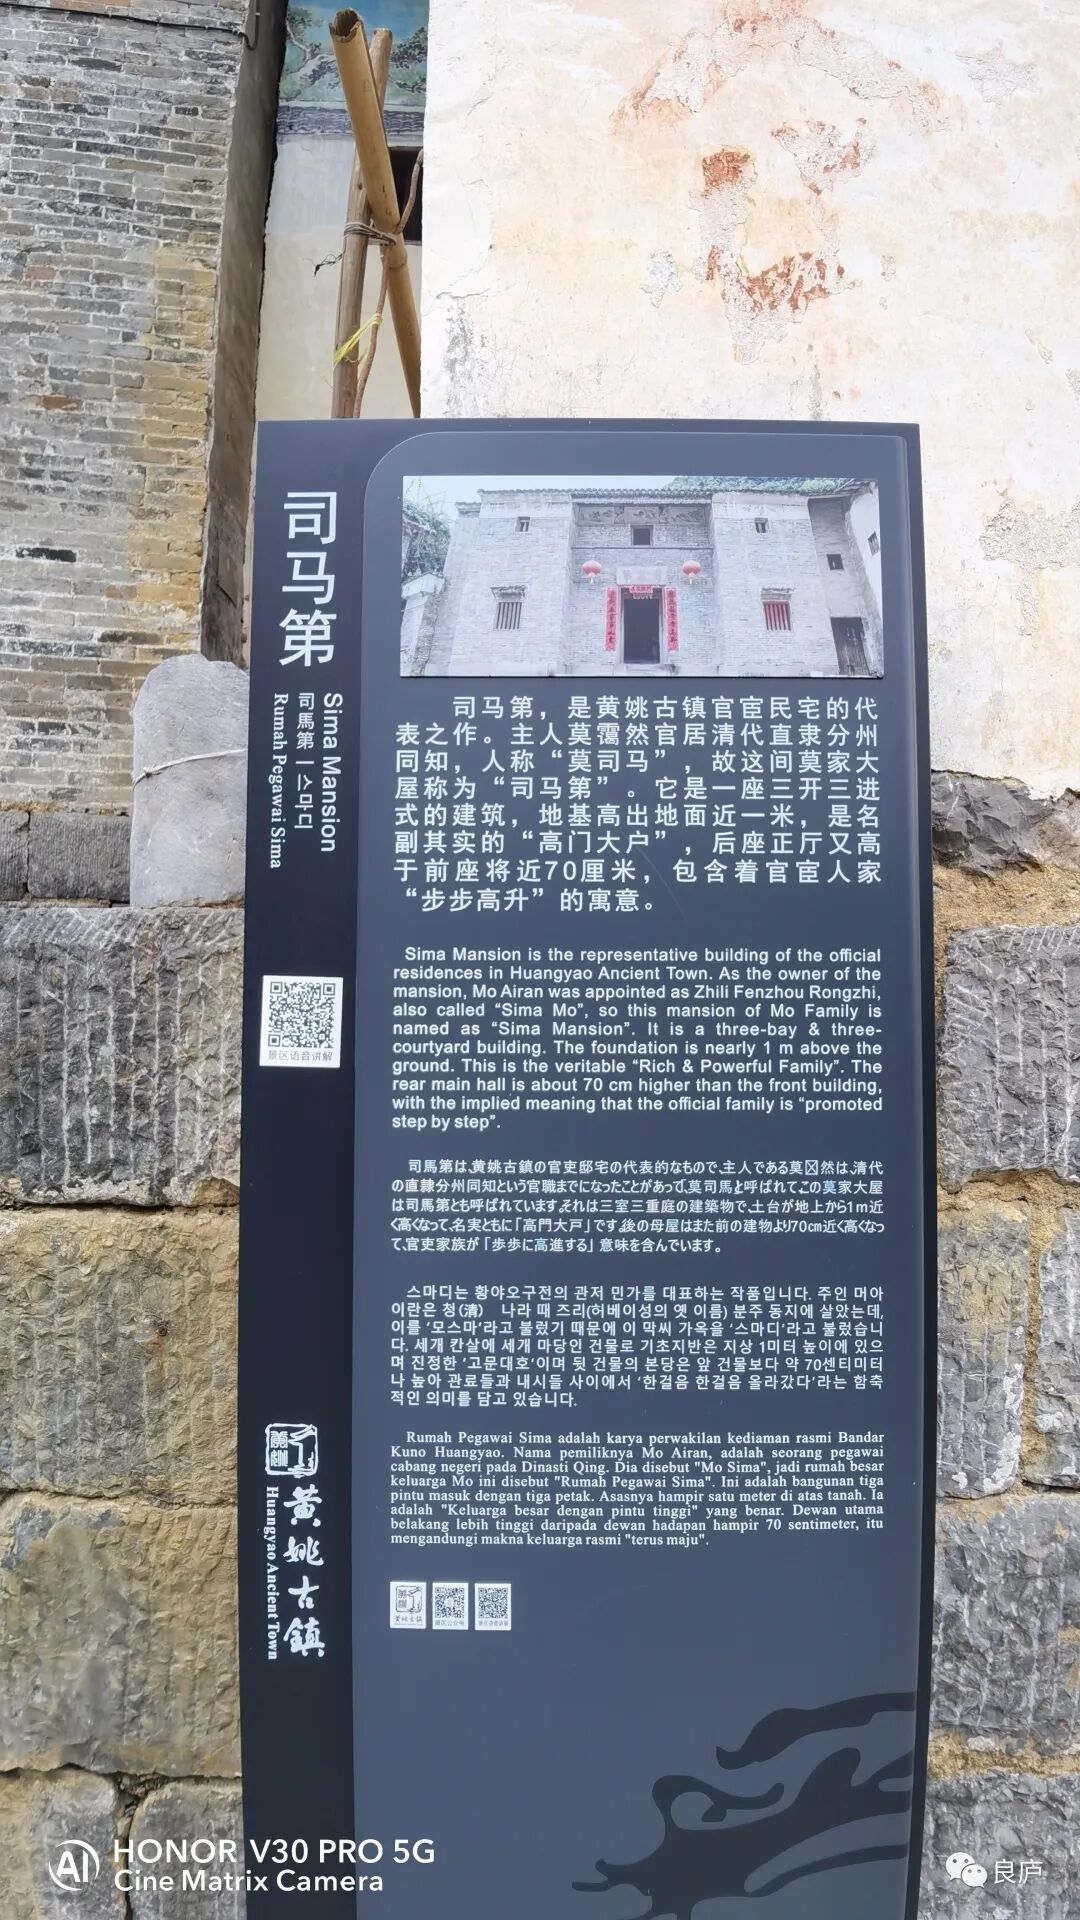 司马第
Sima Mansion
司馬第 | 스마디
Rumah Pegawai Sima
景区语音讲解
司马第，是黄姚古镇官宦民宅的代
表之作。主人莫霭然官居清代直隶分州
同知，人称“莫司马”，故这间莫家大
屋称为“司马第”。它是一座三开三进
式的建筑，地基高出地面近一米，是名
副其实的“高门大户”，后座正厅又高
于前座将近70厘米，包含着官宦人家
“步步高升”的寓意。
Sima Mansion is the representative building of the official
residences in Huangyao Ancient Town. As the owner of the
mansion, Mo Airan was appointed as Zhili Fenzhou Rongzhi,
also called “Sima Mo”, so this mansion of Mo Family is
named as “Sima Mansion”. It is a three-bay & three-
courtyard building. The foundation is nearly 1 m above the
ground. This is the veritable “Rich & Powerful Family”. The
rear main hall is about 70 cm higher than the front building,
with the implied meaning that the official family is “promoted
step by step”.
司馬第は、黄姚古鎮の官吏邸宅の代表的なもので、主人である莫☒然は、清代
の直隷分州同知という官職までになったことがあって、莫司馬と呼ばれて、この莫家大屋
は司馬第とも呼ばれています。それは三室三重庭の建築物で、土台が地上から1m近
く高くなって、名実ともに「高門大戸」です。後の母屋はまた前の建物より70cm近く高くなっ
て、官吏家族が「歩歩に高進する」意味を含んでいます。
스마디는 황야오구전의 관저 민가를 대표하는 작품입니다. 주인 머아
이란은 청(清) 나라 때 즈리(허베이성의 옛 이름) 분주 동지에 살았는데,
이를 ‘모스마’라고 불렀기 때문에 이 막씨 가옥을 ‘스마디’라고 불렀습니
다. 세개 칸살에 세개 마당인 건물로 기초지반은 지상 1미터 높이에 있으
며 진정한 ‘고문대호’이며 뒷 건물의 본당은 앞 건물보다 약 70센티미터
나 높아 관료들과 내시들 사이에서 ‘한걸음 한걸음 올라갔다’라는 함축
적인 의미를 담고 있습니다.
Rumah Pegawai Sima adalah karya perwakilan kediaman rasmi Bandar
Kuno Huangyao. Nama pemiliknya Mo Airan, adalah seorang pegawai
cabang negeri pada Dinasti Qing. Dia disebut "Mo Sima", jadi rumah besar
keluarga Mo ini disebut "Rumah Pegawai Sima". Ini adalah bangunan tiga
pintu masuk dengan tiga petak. Asasnya hampir satu meter di atas tanah. Ia
adalah "Keluarga besar dengan pintu tinggi" yang benar. Dewan utama
belakang lebih tinggi daripada dewan hadapan hampir 70 sentimeter, itu
mengandungi makna keluarga rasmi "terus maju".
黄姚古鎮
Huangyao Ancient Town
黄姚古鎮
景区公众号
景区语音讲解
HONOR V30 PRO 5G
Cine Matrix Camera
良庐